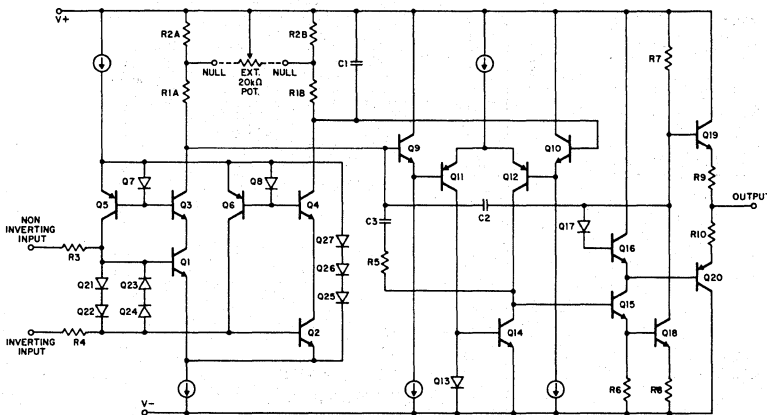 V+
R2A
R2B
NULL
EXT. 20kΩ POT.
NULL
C1
R7
R1A
R1B
Q9
Q10
Q19
Q11
Q12
R9
Q7
Q8
Q5
Q3
Q6
Q4
OUTPUT
C2
Q17
R10
NON INVERTING INPUT
C3
Q16
R3
Q27
Q20
Q1
R5
Q26
Q21
Q23
Q25
Q15
Q22
Q24
Q18
Q2
Q14
INVERTING INPUT
R4
Q13
R6
R8
V-